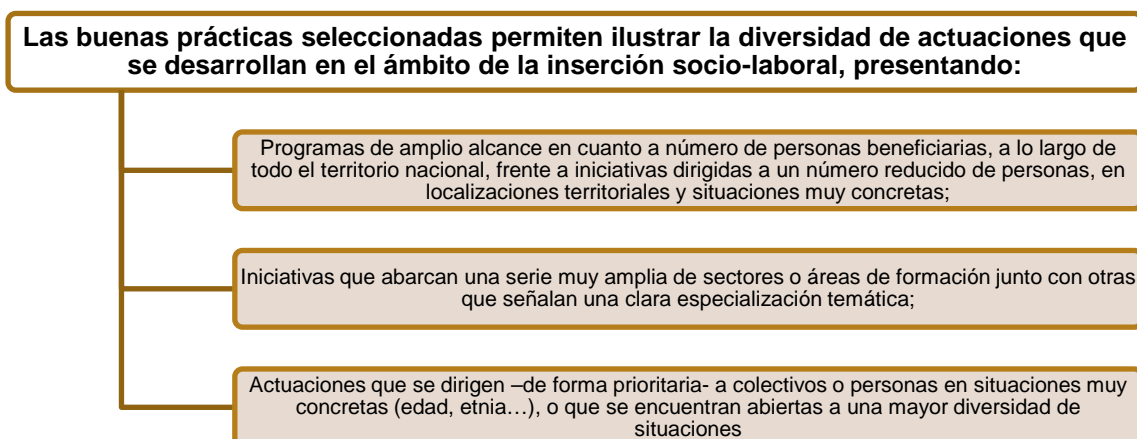 Las buenas prácticas seleccionadas permiten ilustrar la diversidad de actuaciones que
se desarrollan en el ámbito de la inserción socio-laboral, presentando:
Programas de amplio alcance en cuanto a número de personas beneficiarias, a lo largo de
todo el territorio nacional, frente a iniciativas dirigidas a un número reducido de personas, en
localizaciones territoriales y situaciones muy concretas;
Iniciativas que abarcan una serie muy amplia de sectores o áreas de formación junto con otras
que señalan una clara especialización temática;
Actuaciones que se dirigen –de forma prioritaria- a colectivos o personas en situaciones muy
concretas (edad, etnia…), o que se encuentran abiertas a una mayor diversidad de
situaciones